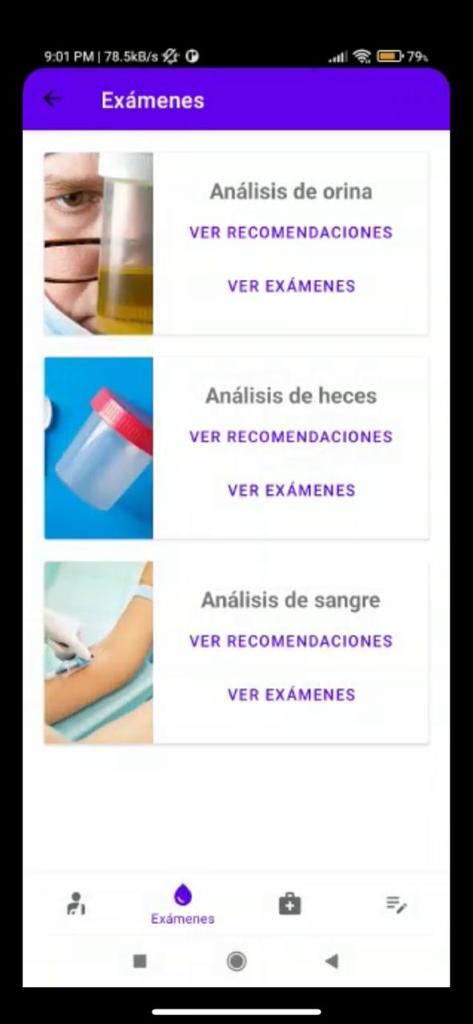 9:01 PM | 78.5kB/s
79%
Exámenes
Análisis de orina
VER RECOMENDACIONES
VER EXÁMENES
Análisis de heces
VER RECOMENDACIONES
VER EXÁMENES
Análisis de sangre
VER RECOMENDACIONES
VER EXÁMENES
Exámenes